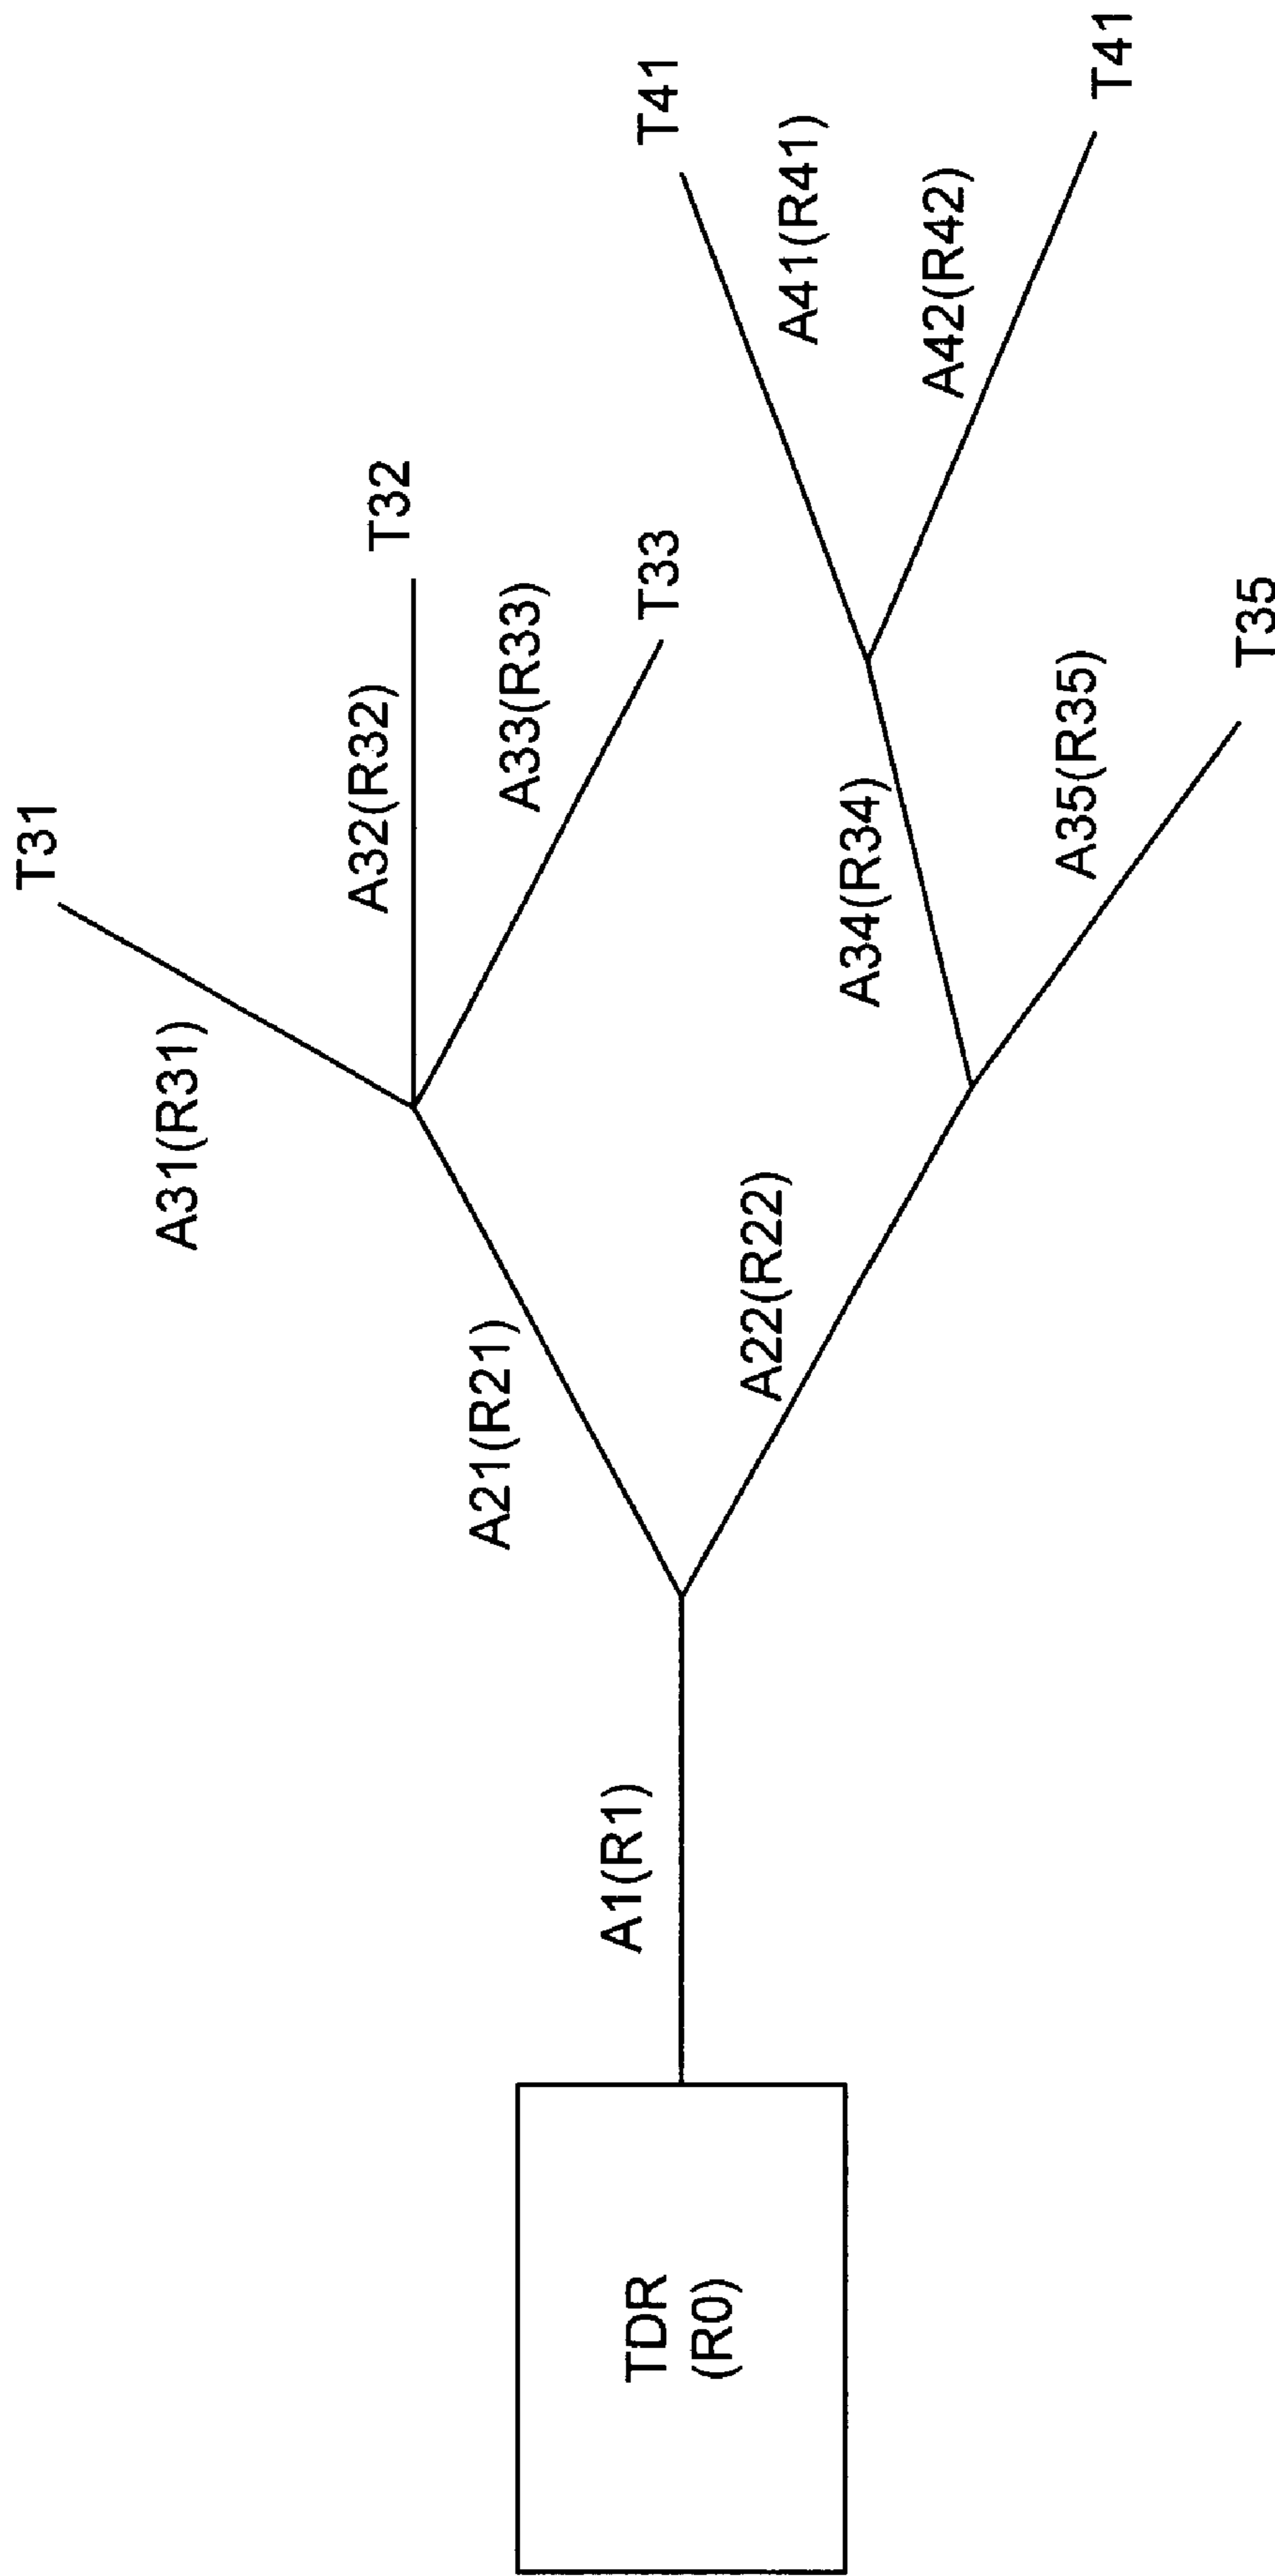 TDR
(R0)
A1(R1)
A21(R21)
A22(R22)
A31(R31)
T31
A32(R32)
T32
A33(R33)
T33
A34(R34)
A35(R35)
T35
A41(R41)
T41
A42(R42)
T41